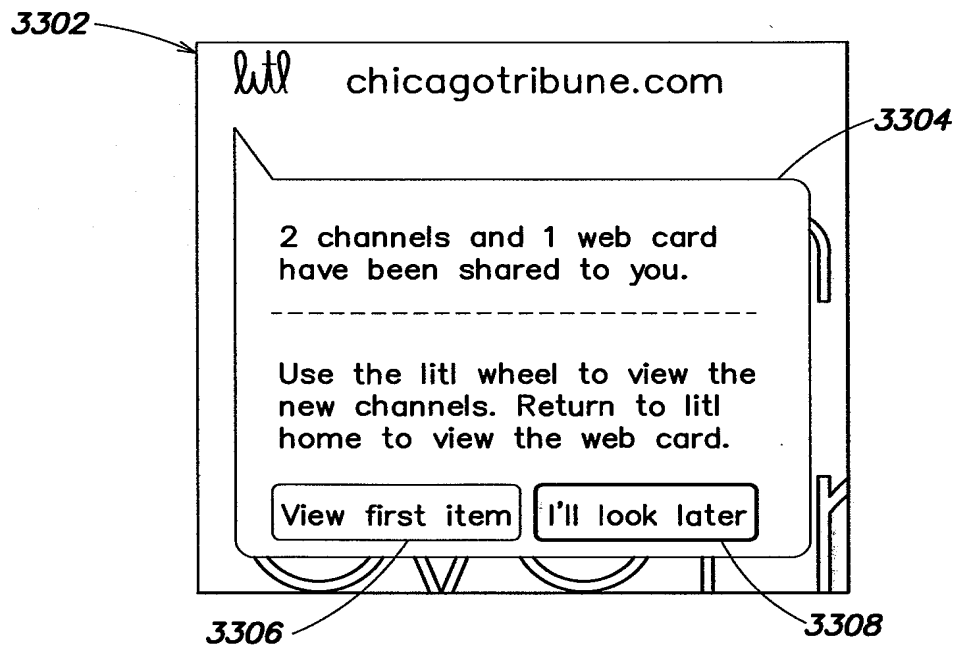 3302
litl chicagotribune.com
3304
2 channels and 1 web card
have been shared to you.
Use the litl wheel to view the
new channels. Return to litl
home to view the web card.
View first item I'll look later
3306 3308